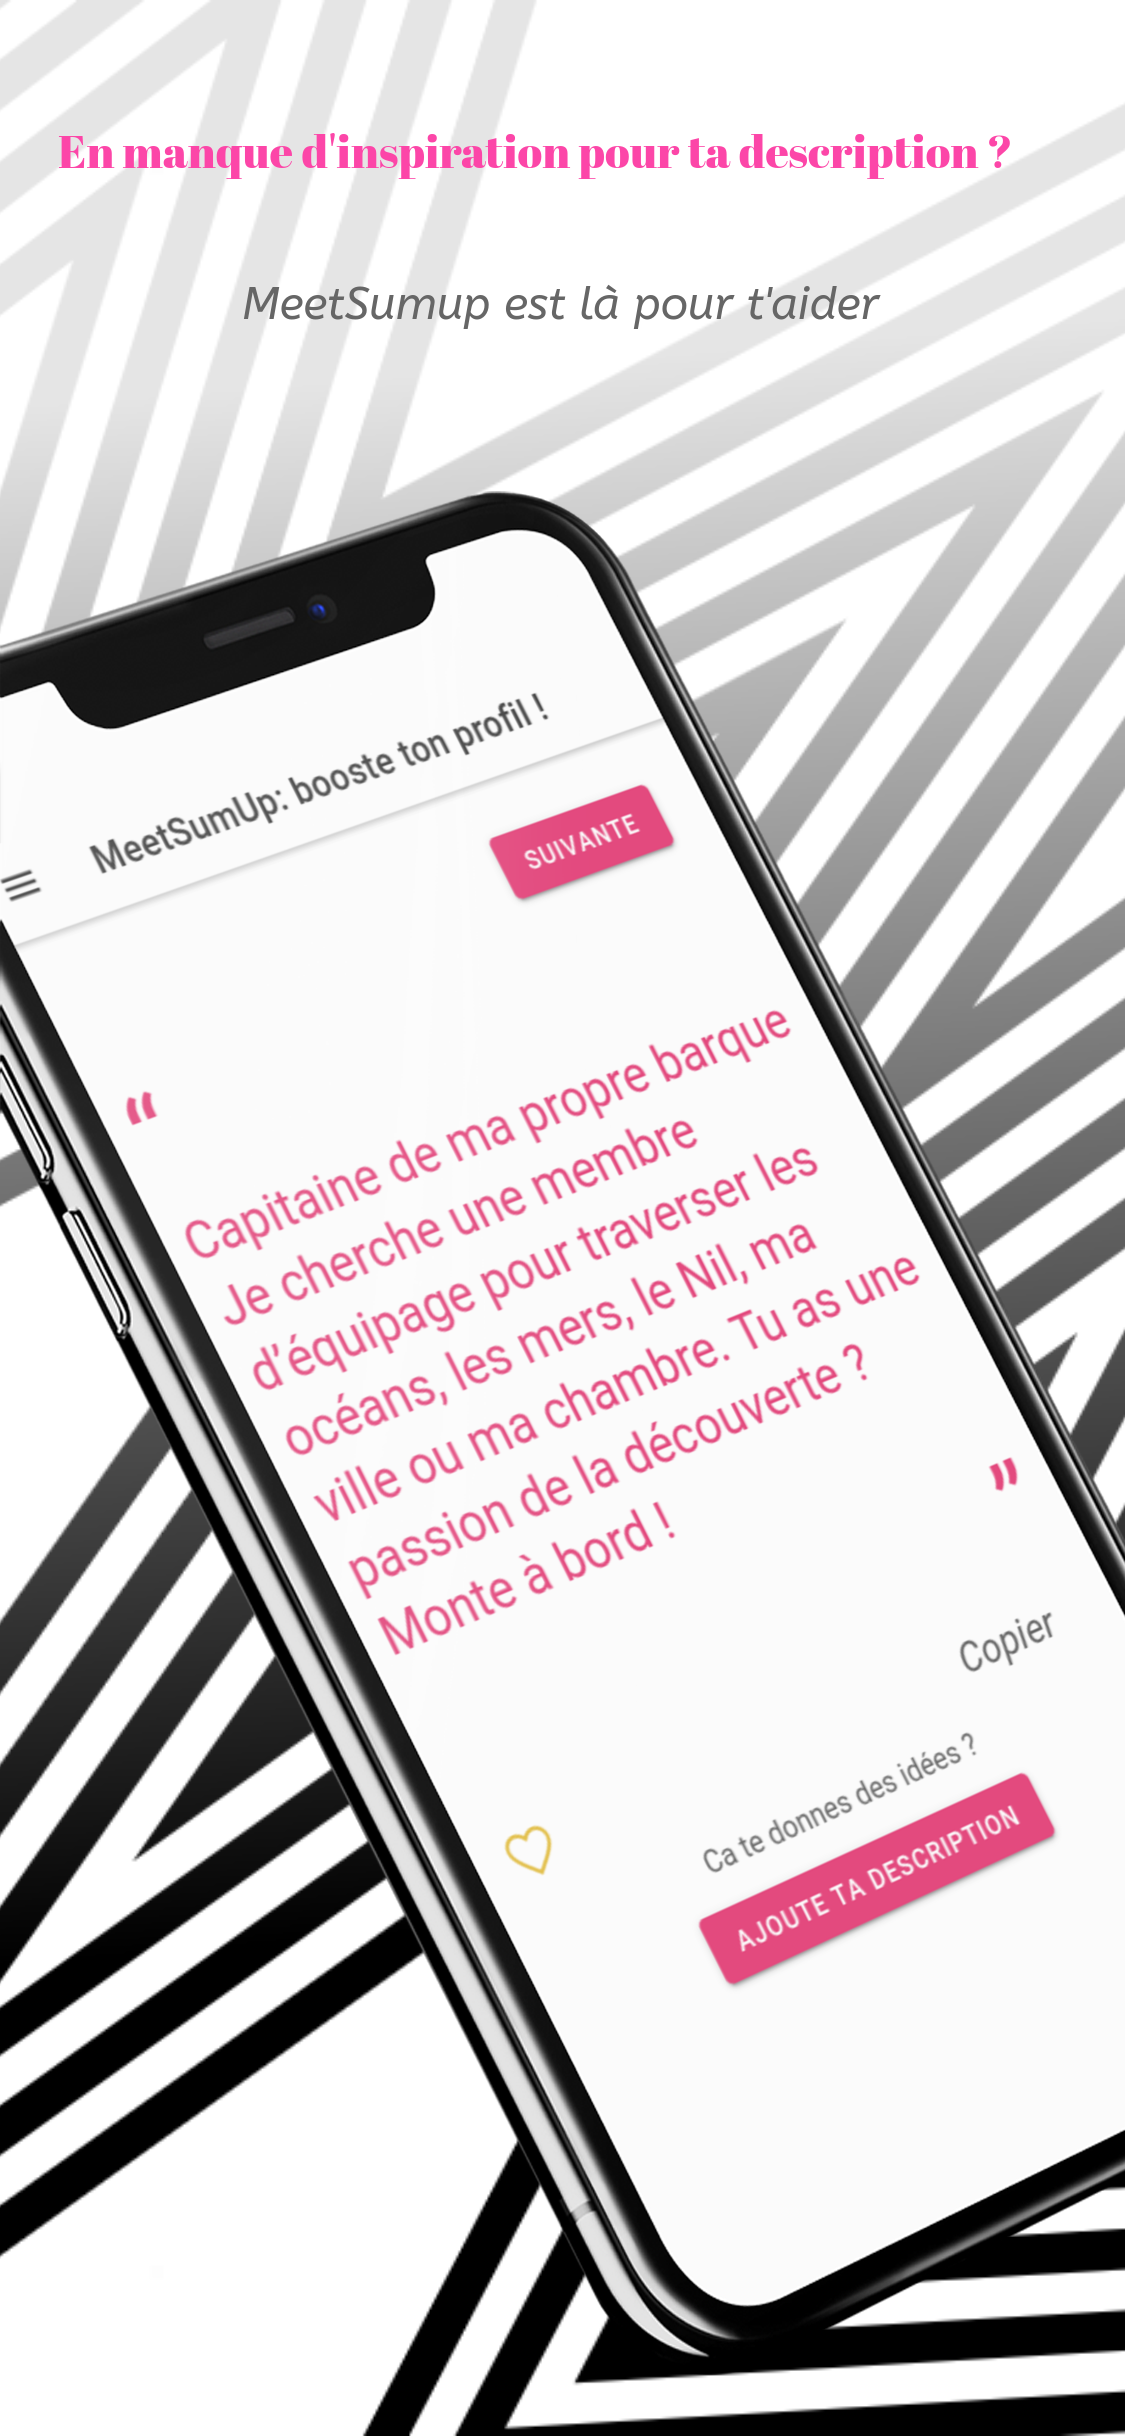 En manque d'inspiration pour ta description ?
MeetSumup est là pour t'aider
MeetSumUp: booste ton profil !
SUIVANTE
“
Capitaine de ma propre barque
Je cherche une membre
d’équipage pour traverser les
océans, les mers, le Nil, ma
ville ou ma chambre. Tu as une
passion de la découverte ?
Monte à bord !
”
Copier
Ca te donnes des idées ?
AJOUTE TA DESCRIPTION